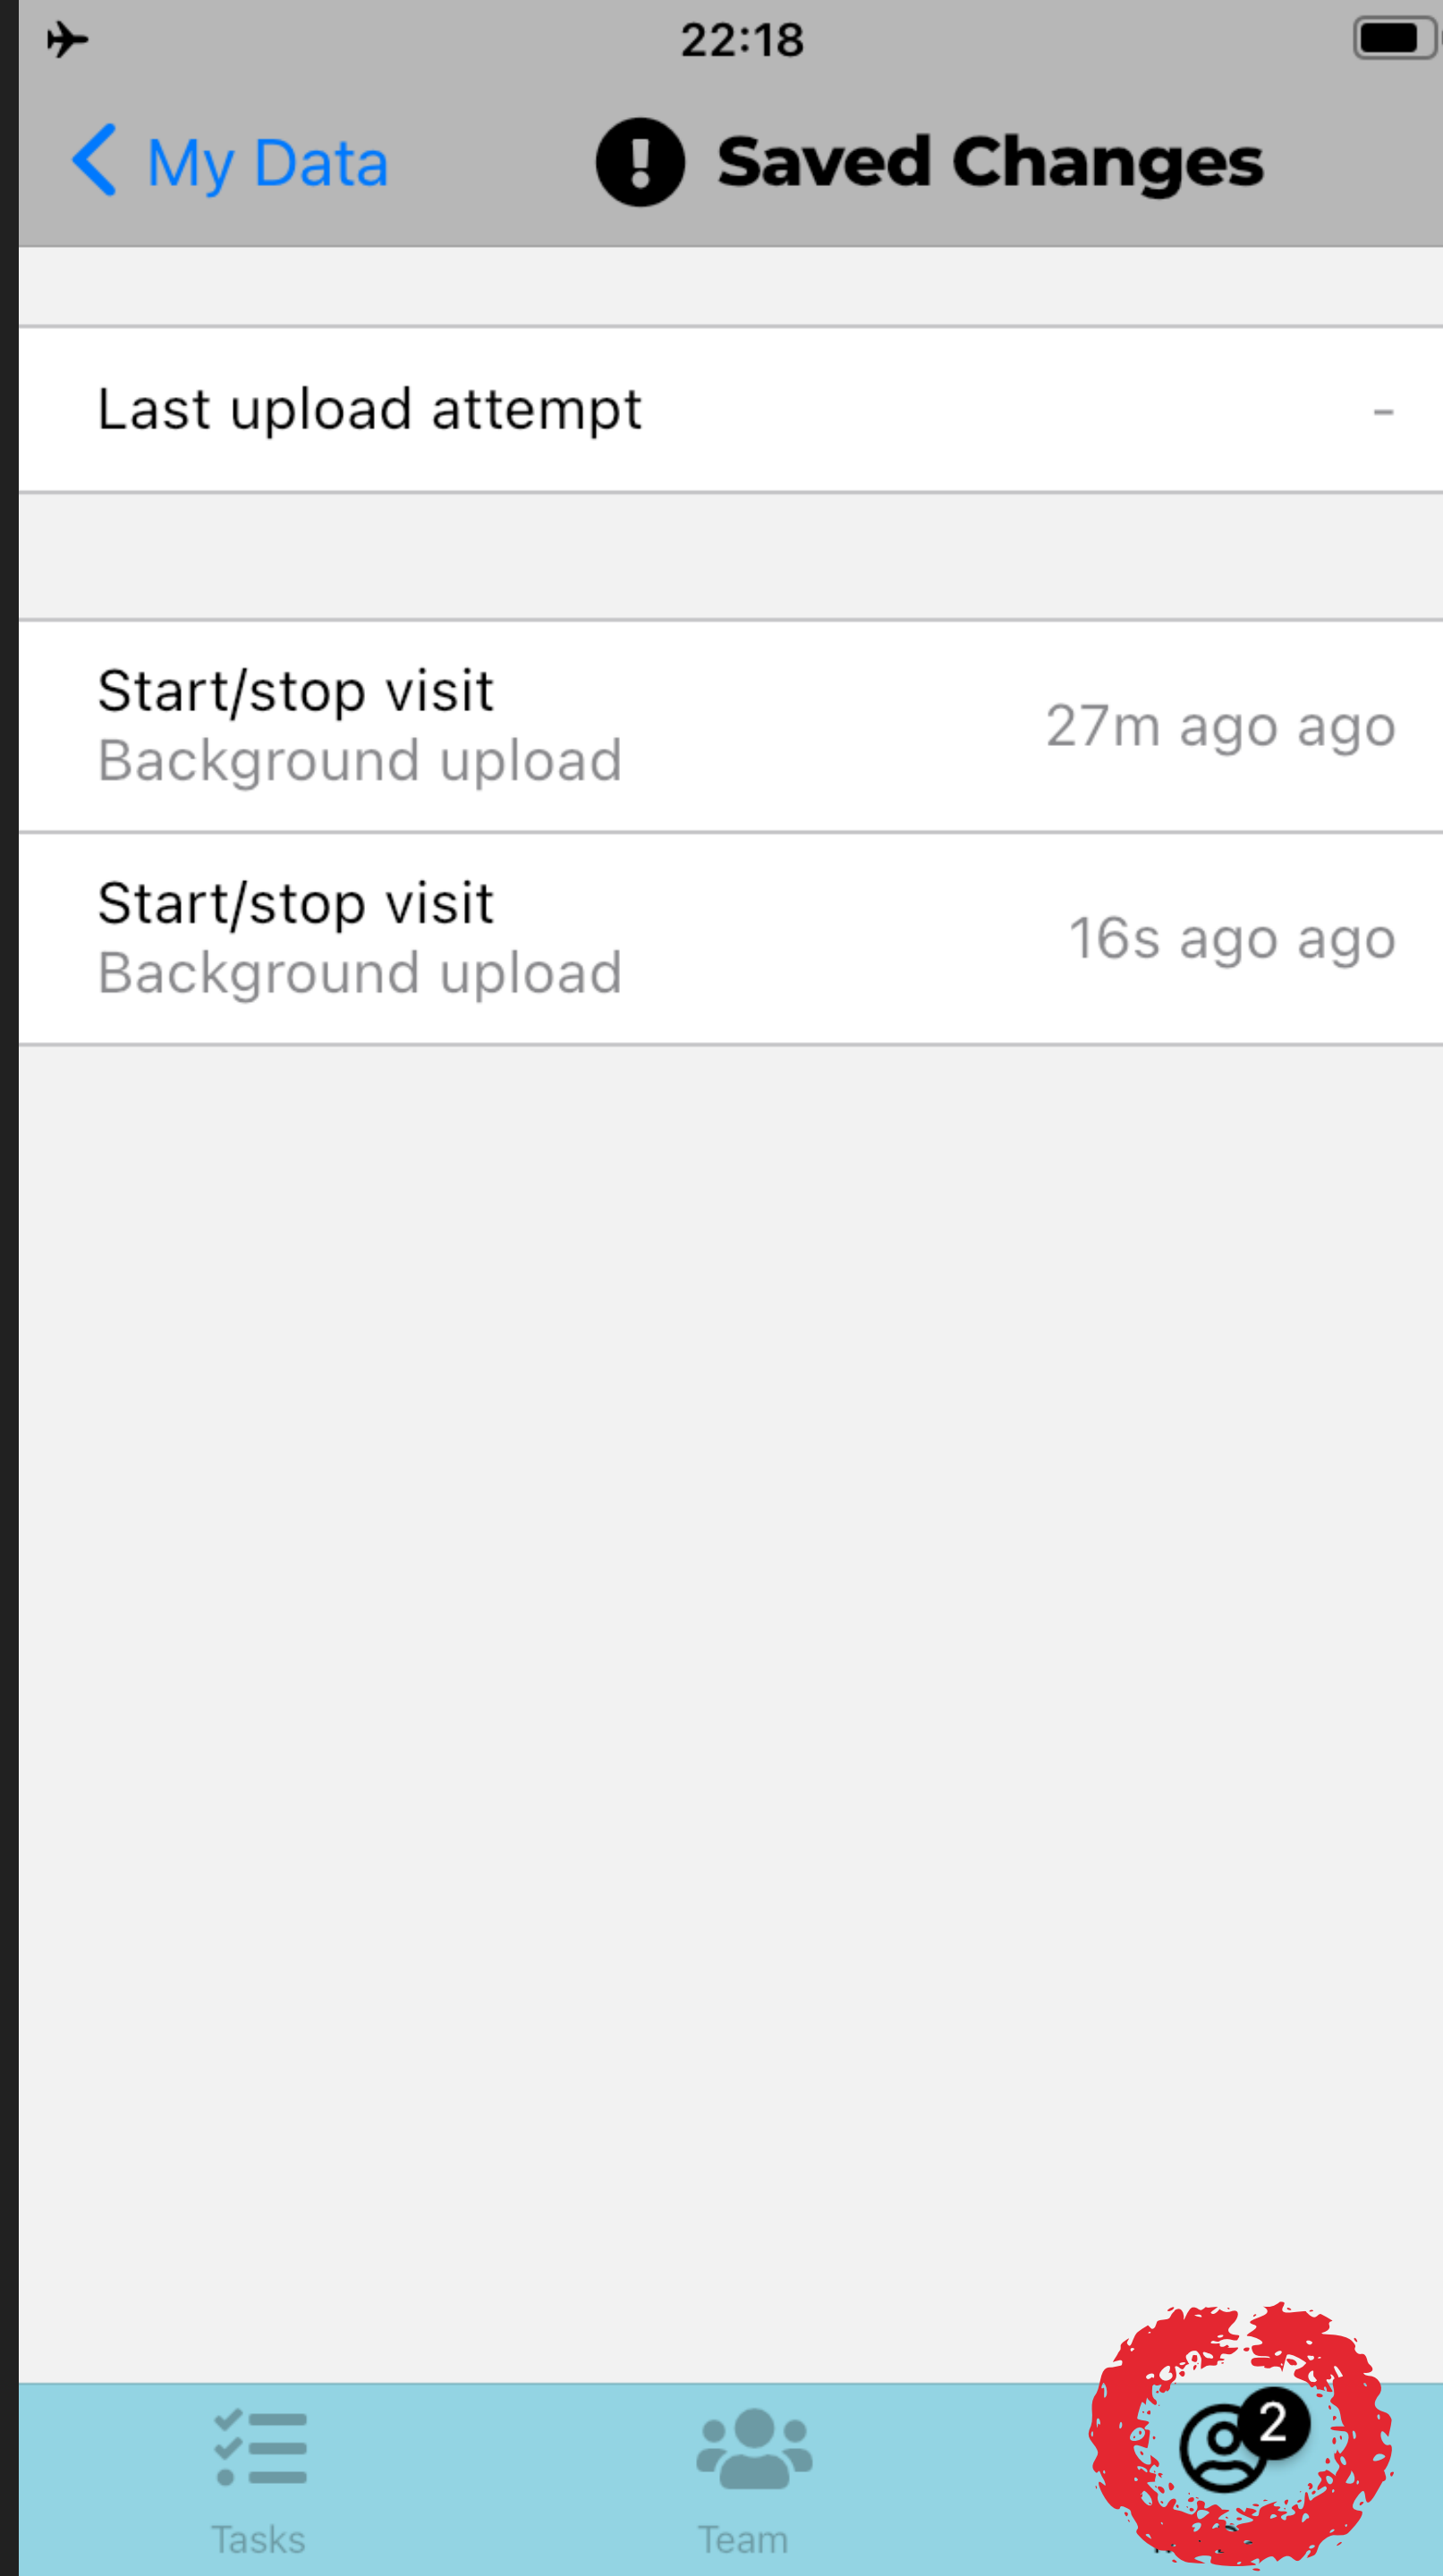 22:18
My Data
Saved Changes
Last upload attempt -
Start/stop visit
Background upload
27m ago ago
Start/stop visit
Background upload
16s ago ago
2
Tasks
Team